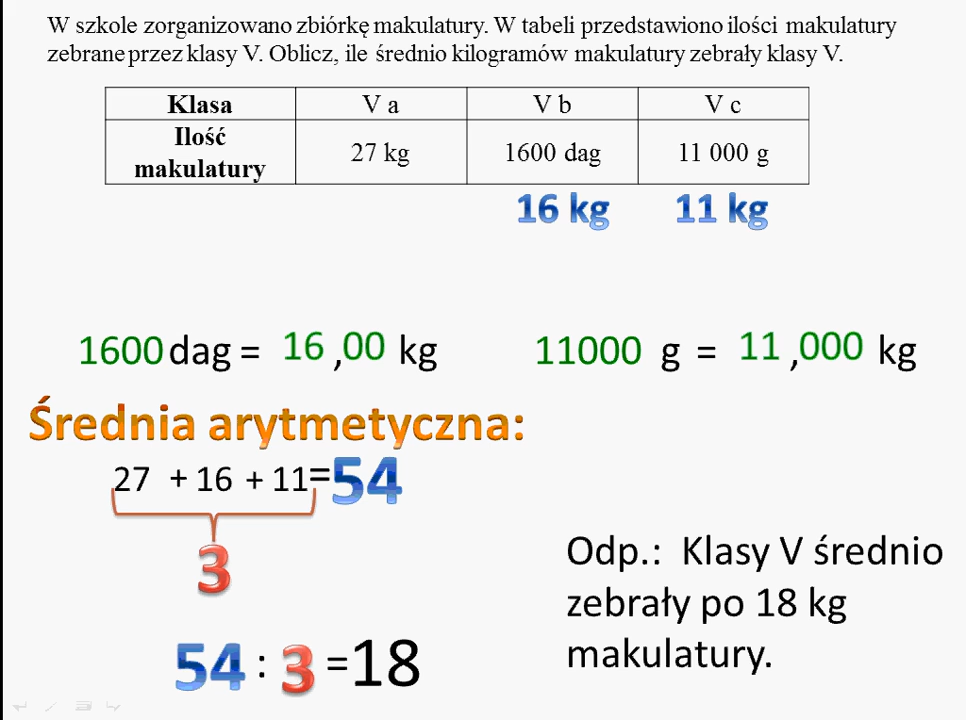 W szkole zorganizowano zbiórkę makulatury. W tabeli przedstawiono ilości makulatury
zebrane przez klasy V. Oblicz, ile średnio kilogramów makulatury zebrały klasy V.
Klasa V a V b V c
Ilość makulatury 27 kg 1600 dag 11 000 g
16 kg 11 kg
1600 dag = 16 ,00 kg 11000 g = 11 ,000 kg
Średnia arytmetyczna:
27 + 16 + 11=54
3
54 : 3 =18
Odp.: Klasy V średnio
zebrały po 18 kg
makulatury.